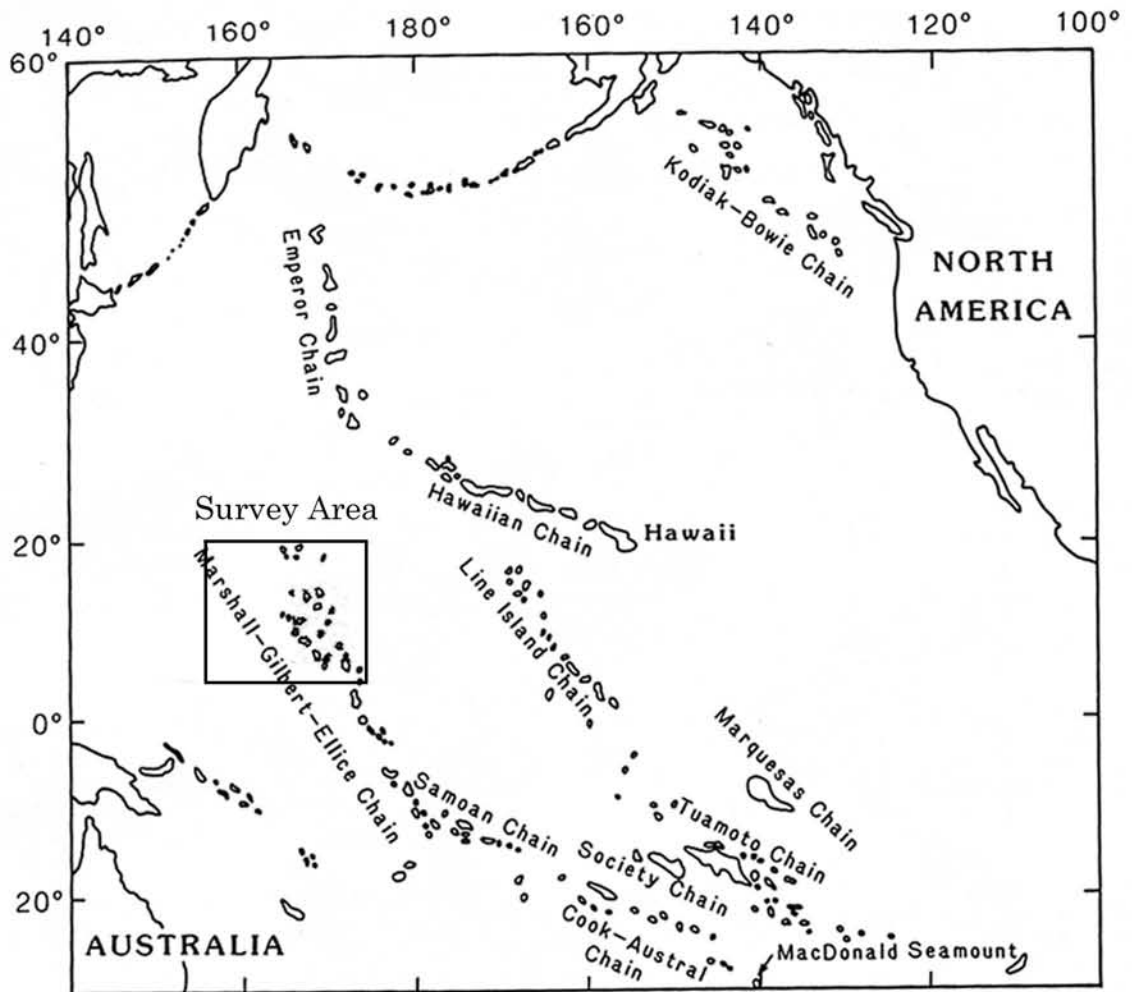 140° 160° 180° 160° 140° 120° 100°
60°
Kodiak-Bowie Chain
NORTH
AMERICA
Emperor Chain
40°
Hawaiian Chain
Hawaii
Survey Area
20°
Marshall-Gilbert-Ellice Chain
Line Island Chain
0°
Marquesas Chain
Samoan Chain
Tuamoto Chain
Society Chain
20°
Cook-Austral
Chain
AUSTRALIA
MacDonald Seamount